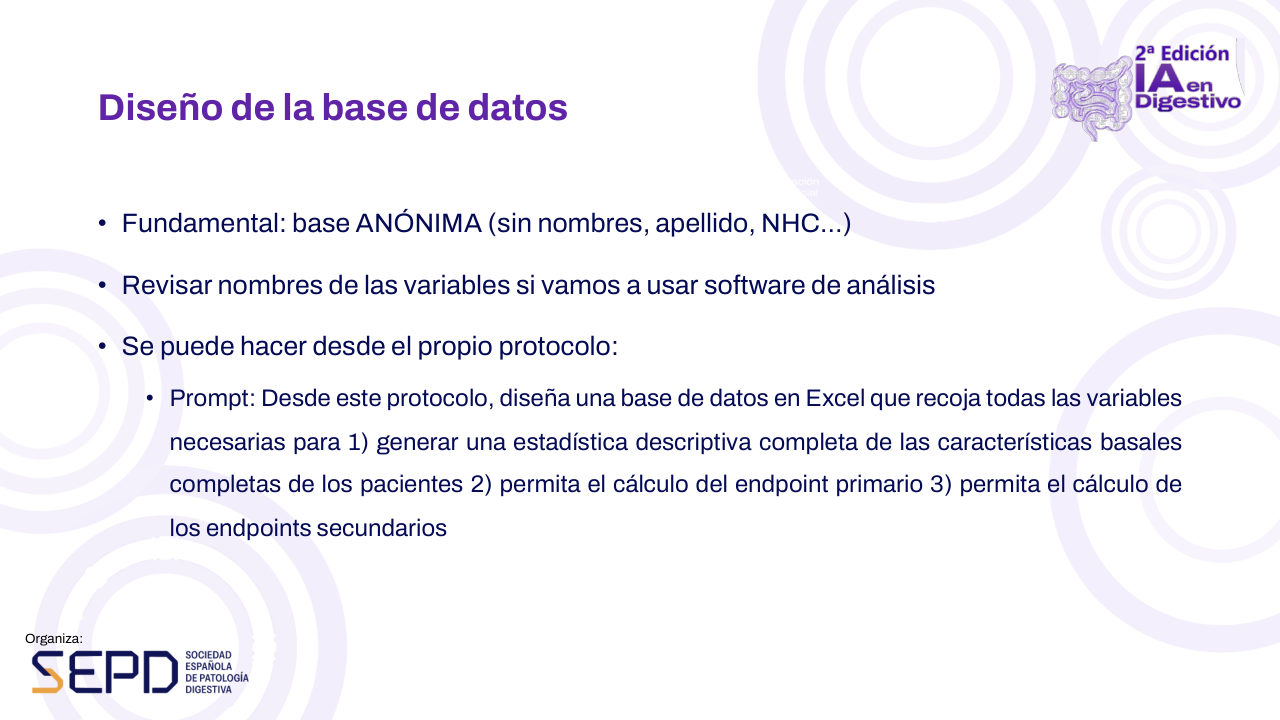 2ª Edición
IA en
Digestivo
Diseño de la base de datos
• Fundamental: base ANÓNIMA (sin nombres, apellido, NHC...)
• Revisar nombres de las variables si vamos a usar software de análisis
• Se puede hacer desde el propio protocolo:
• Prompt: Desde este protocolo, diseña una base de datos en Excel que recoja todas las variables
necesarias para 1) generar una estadística descriptiva completa de las características basales
completas de los pacientes 2) permita el cálculo del endpoint primario 3) permita el cálculo de
los endpoints secundarios
Organiza:
SEPD
SOCIEDAD
ESPAÑOLA
DE PATOLOGÍA
DIGESTIVA